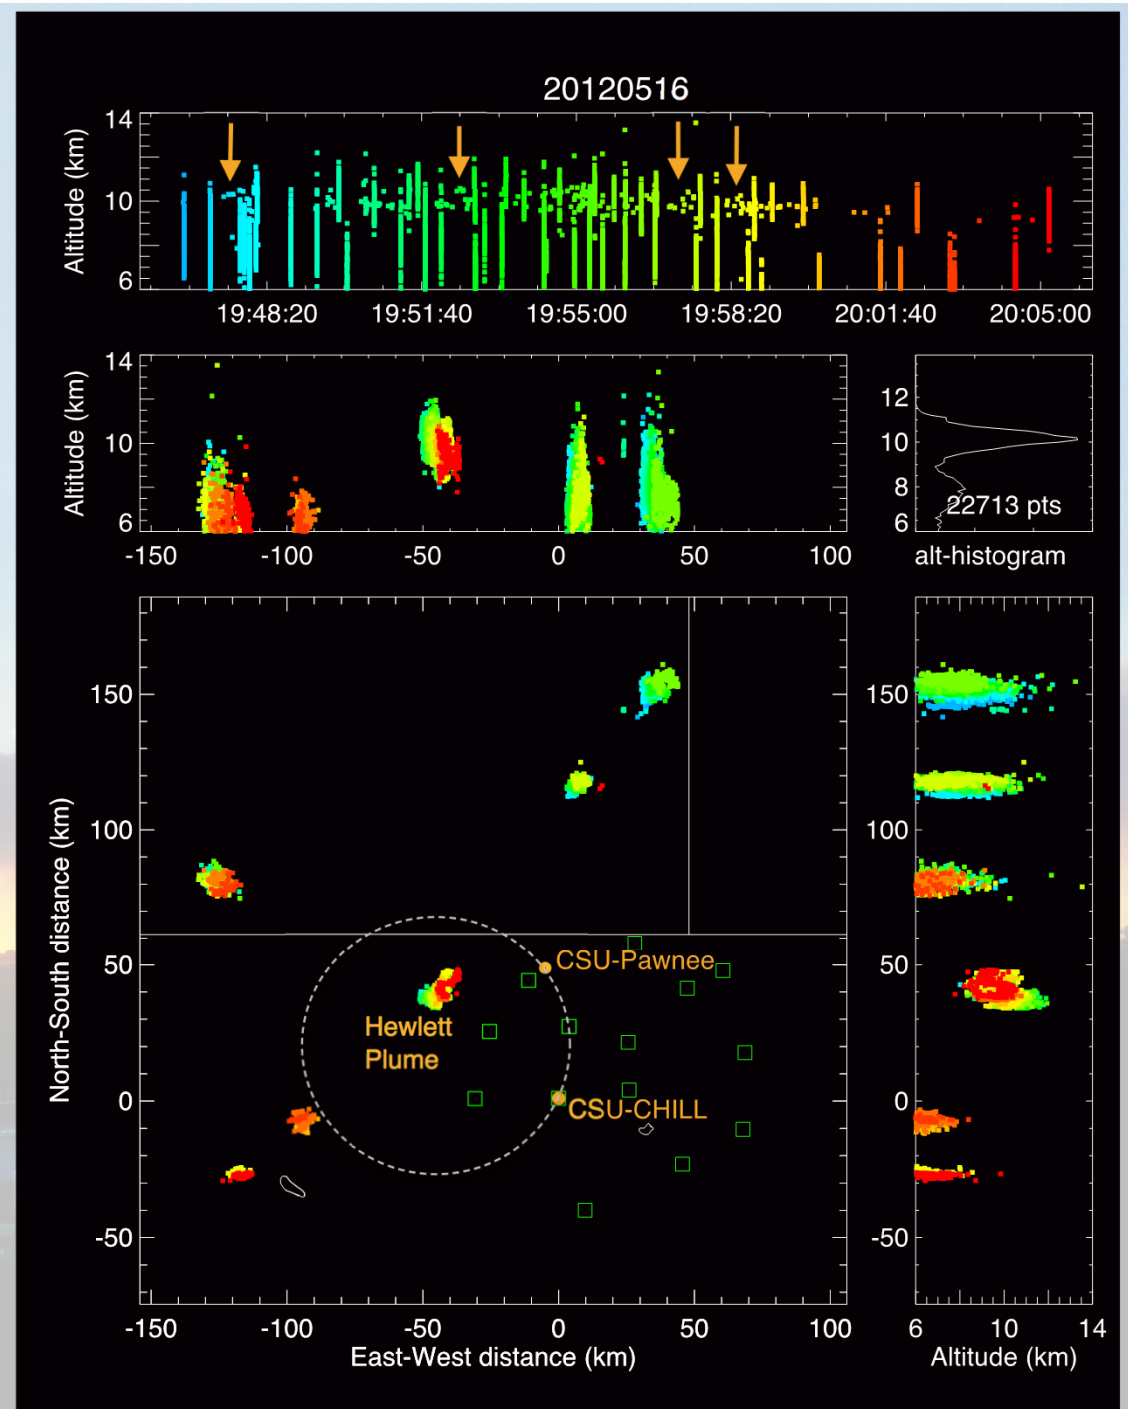 20120516
14
10
6
Altitude (km)
19:48:20 19:51:40 19:55:00 19:58:20 20:01:40 20:05:00
14
10
6
Altitude (km)
-150 -100 -50 0 50 100
12
10
8
6
22713 pts
alt-histogram
150
100
50
0
-50
North-South distance (km)
CSU-Pawnee
Hewlett
Plume
CSU-CHILL
-150 -100 -50 0 50 100
East-West distance (km)
150
100
50
0
-50
6 10 14
Altitude (km)